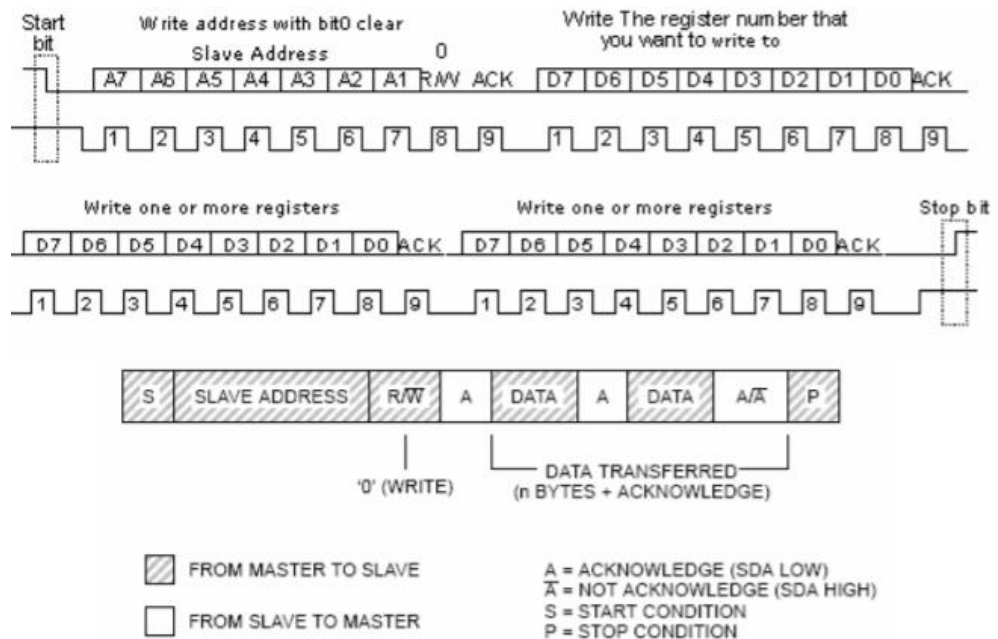 Start bit
Write address with bit0 clear
Write The register number that
you want to write to
Slave Address 0
A7 A6 A5 A4 A3 A2 A1 R/W ACK D7 D6 D5 D4 D3 D2 D1 D0 ACK
1 2 3 4 5 6 7 8 9 1 2 3 4 5 6 7 8 9
Write one or more registers Write one or more registers Stop bit
D7 D6 D5 D4 D3 D2 D1 D0 ACK D7 D6 D5 D4 D3 D2 D1 D0 ACK
1 2 3 4 5 6 7 8 9 1 2 3 4 5 6 7 8 9
S SLAVE ADDRESS R/W̅ A DATA A DATA A/A̅ P
'0' (WRITE)
DATA TRANSFERRED
(n BYTES + ACKNOWLEDGE)
FROM MASTER TO SLAVE
FROM SLAVE TO MASTER
A = ACKNOWLEDGE (SDA LOW)
A̅ = NOT ACKNOWLEDGE (SDA HIGH)
S = START CONDITION
P = STOP CONDITION